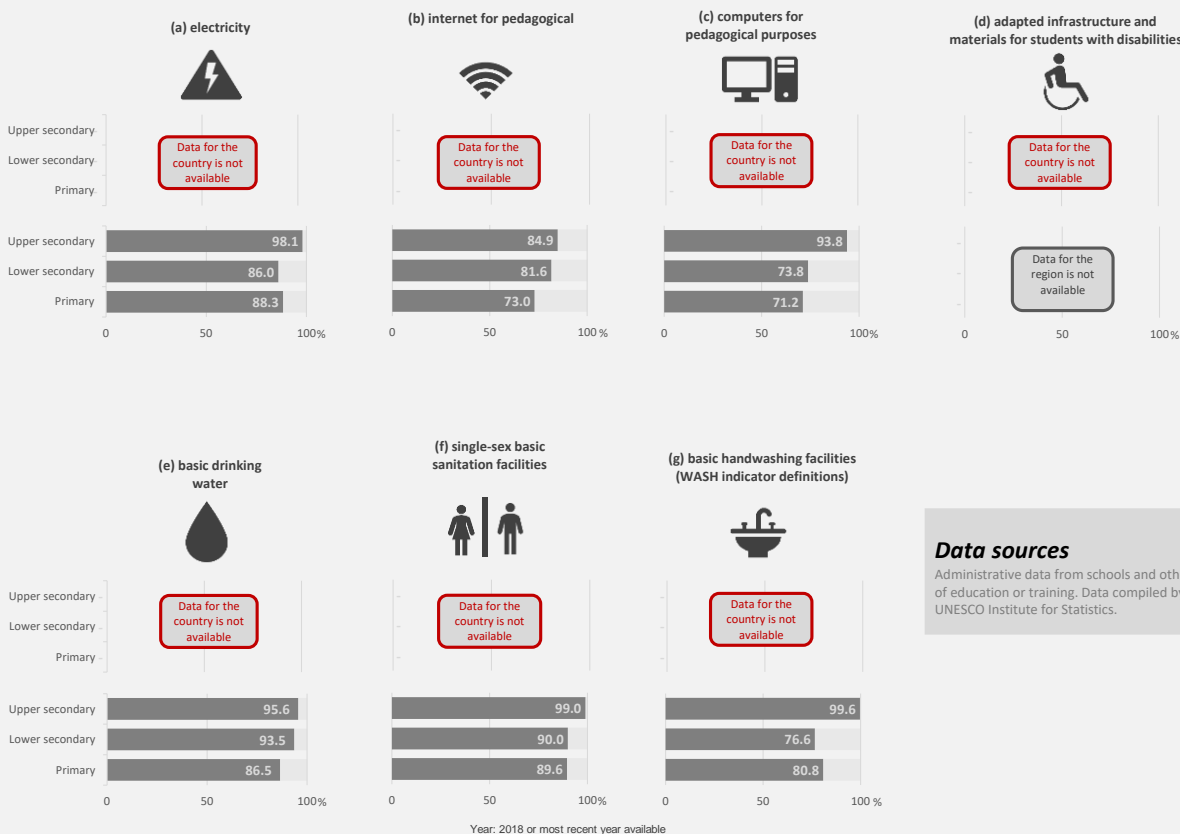 (a) electricity
(b) internet for pedagogical
(c) computers for
pedagogical purposes
(d) adapted infrastructure and
materials for students with disabilities
Upper secondary
Lower secondary
Primary
Data for the
country is not
available
Data for the
country is not
available
Data for the
country is not
available
Data for the
country is not
available
Upper secondary
Lower secondary
Primary
98.1
86.0
88.3
0 50 100%
84.9
81.6
73.0
0 50 100%
93.8
73.8
71.2
0 50 100%
Data for the
region is not
available
0 50 100%
(e) basic drinking
water
(f) single-sex basic
sanitation facilities
(g) basic handwashing facilities
(WASH indicator definitions)
Upper secondary
Lower secondary
Primary
Data for the
country is not
available
Data for the
country is not
available
Data for the
country is not
available
Data sources
Administrative data from schools and oth
of education or training. Data compiled by
UNESCO Institute for Statistics.
Upper secondary
Lower secondary
Primary
95.6
93.5
86.5
0 50 100%
99.0
90.0
89.6
0 50 100%
99.6
76.6
80.8
0 50 100 %
Year: 2018 or most recent year available